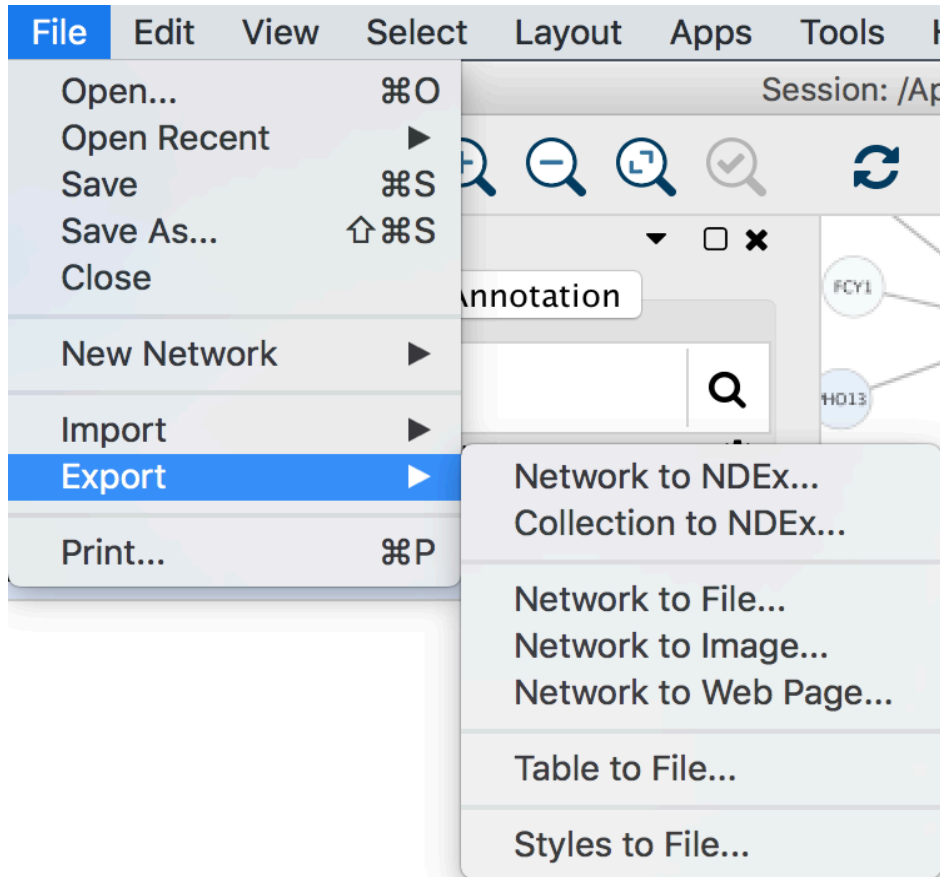 File Edit View Select Layout Apps Tools
Session: /Ap
Open... ⌘O
Open Recent ▶
Save ⌘S
Save As... ⇧⌘S
Close
Annotation
FCY1
New Network ▶
HO13
Import ▶
Export ▶
Print... ⌘P
Network to NDEx...
Collection to NDEx...
Network to File...
Network to Image...
Network to Web Page...
Table to File...
Styles to File...